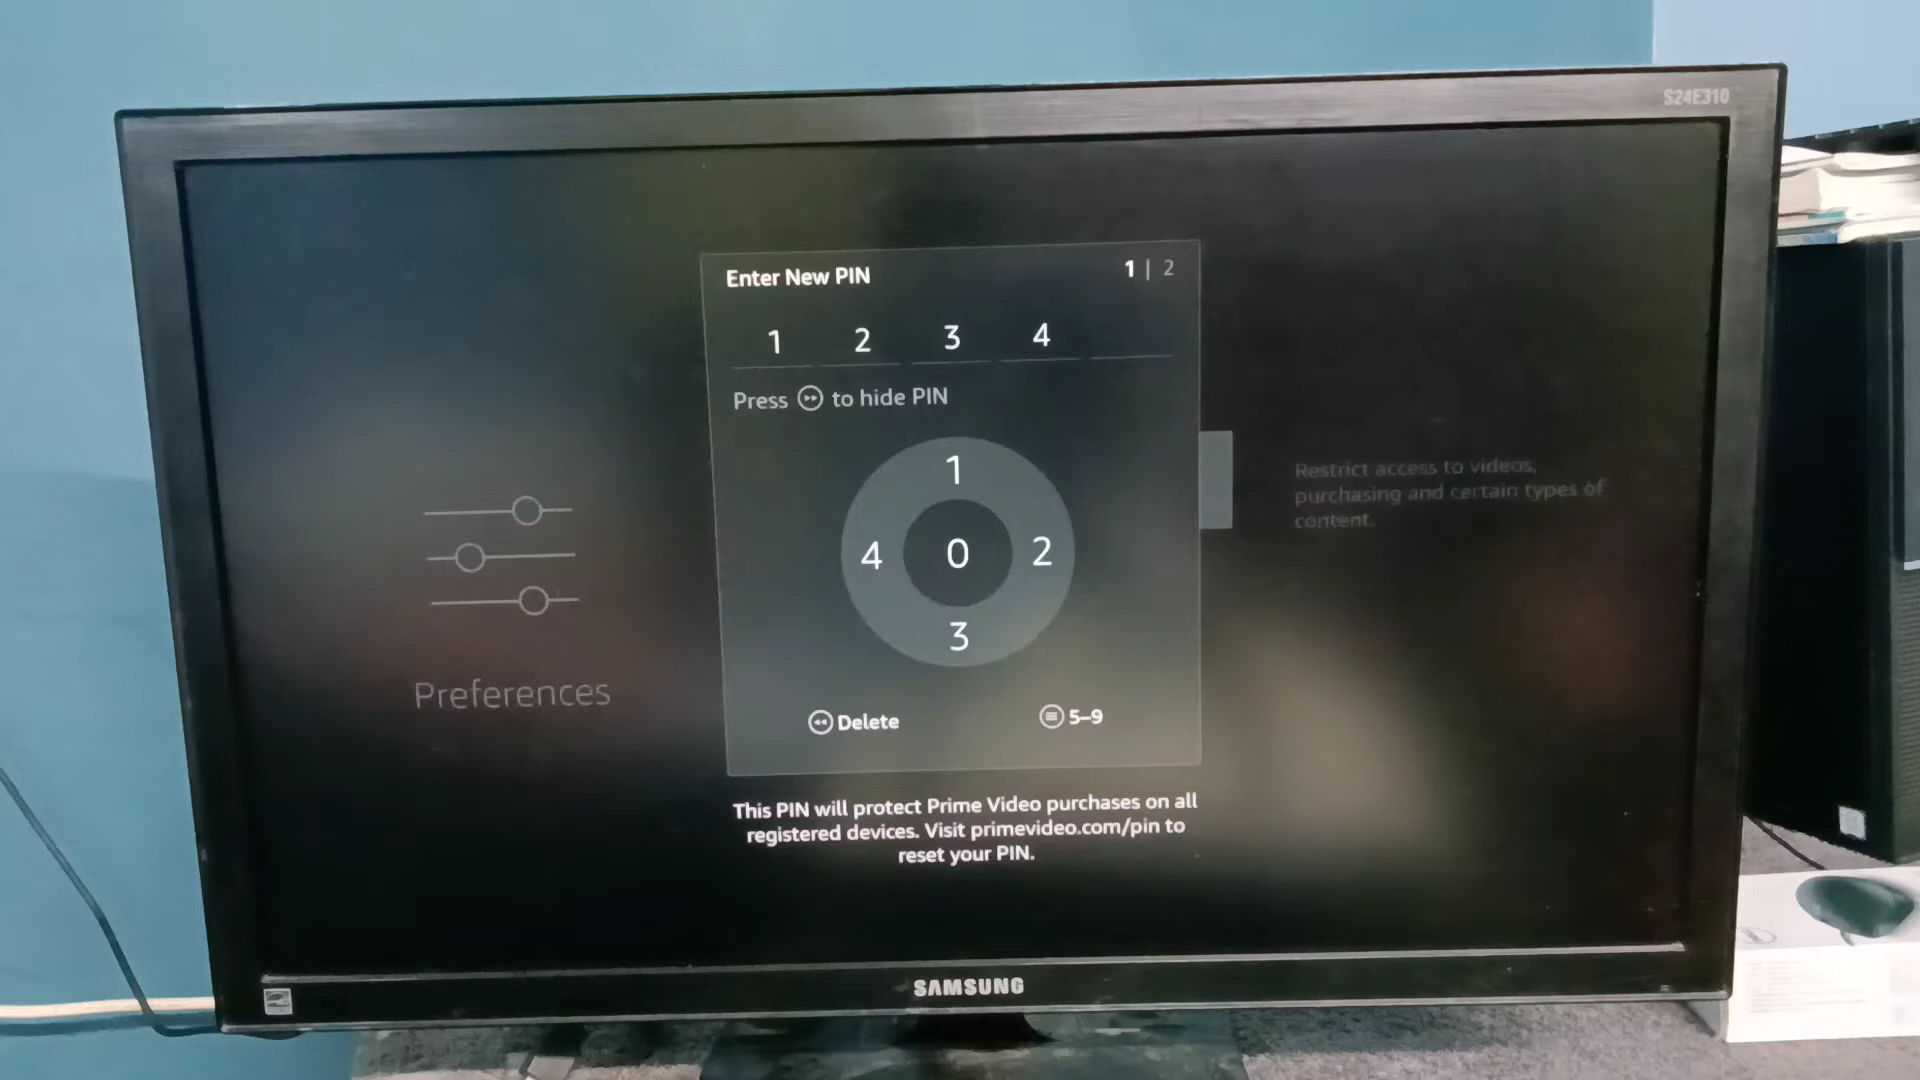 S24E310
Enter New PIN
1 | 2
1 2 3 4
Press to hide PIN
1
4 0 2
3
Delete
5–9
Preferences
Restrict access to videos,
purchasing and certain types of
content.
This PIN will protect Prime Video purchases on all
registered devices. Visit primevideo.com/pin to
reset your PIN.
SAMSUNG